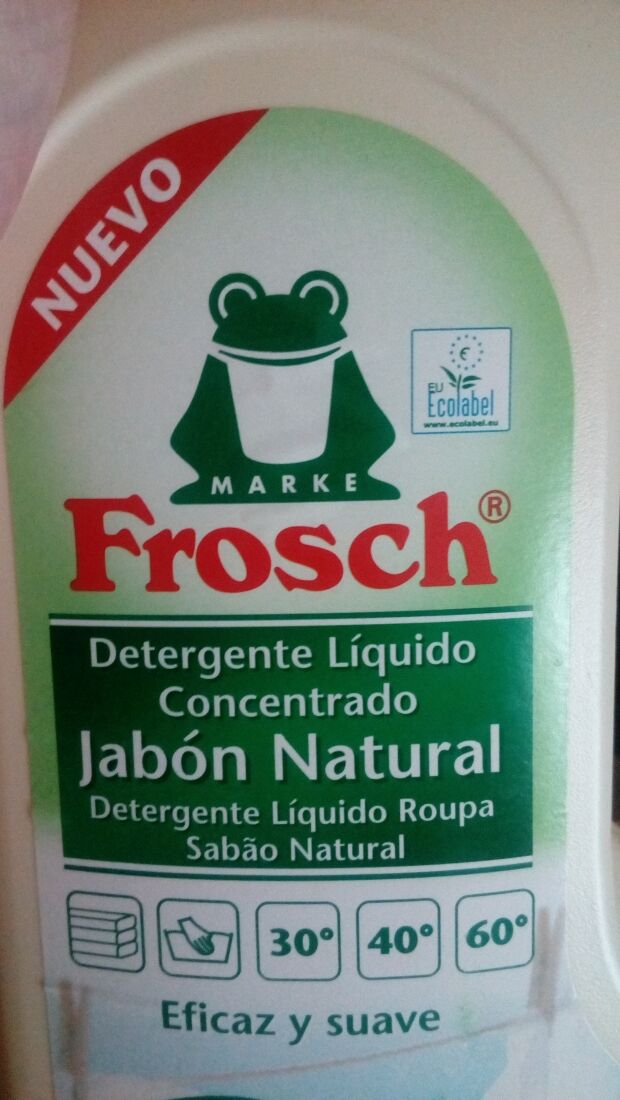 NUEVO
EU
Ecolabel
www.ecolabel.eu
MARKE
Frosch®
Detergente Líquido
Concentrado
Jabón Natural
Detergente Líquido Roupa
Sabão Natural
30° 40° 60°
Eficaz y suave